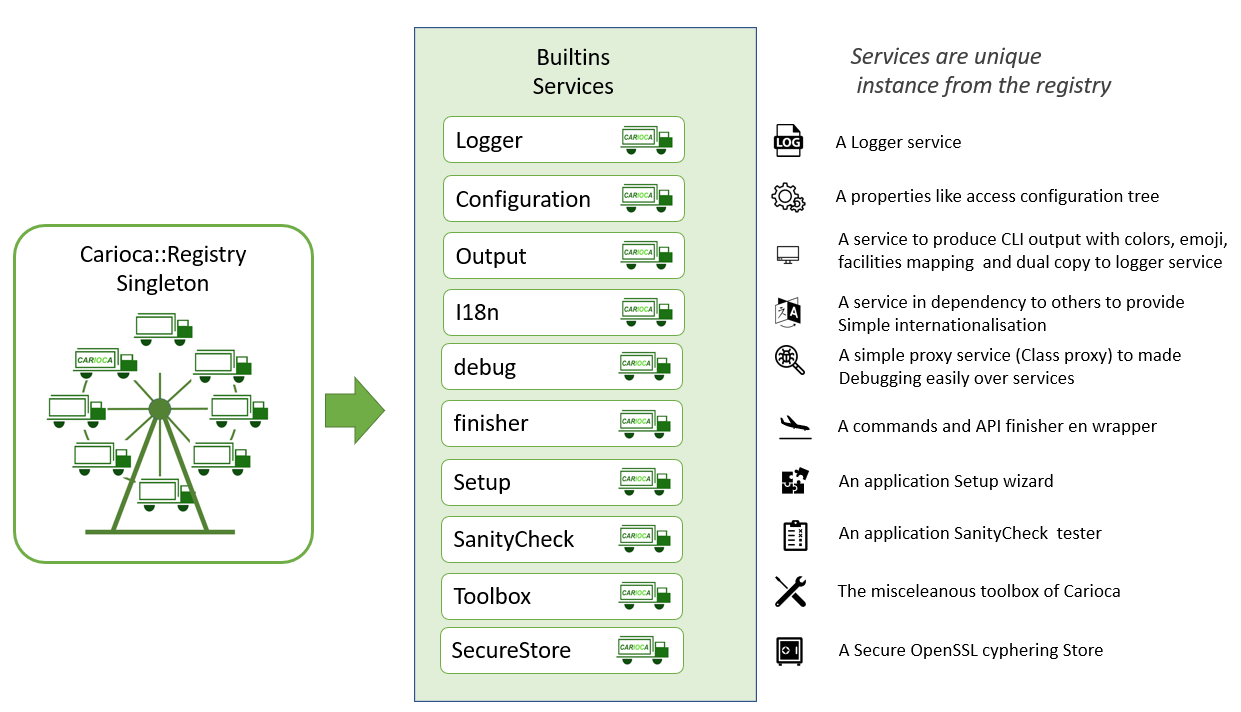 Carioca::Registry
Singleton
CARIOCA
Builtins
Services
Services are unique
instance from the registry
Logger
CARIOCA
LOG
A Logger service
Configuration
CARIOCA
A properties like access configuration tree
Output
CARIOCA
A service to produce CLI output with colors, emoji,
facilities mapping and dual copy to logger service
I18n
CARIOCA
A
A service in dependency to others to provide
Simple internationalisation
debug
CARIOCA
A simple proxy service (Class proxy) to made
Debugging easily over services
finisher
CARIOCA
A commands and API finisher en wrapper
Setup
CARIOCA
An application Setup wizard
SanityCheck
CARIOCA
An application SanityCheck tester
Toolbox
CARIOCA
The misceleanous toolbox of Carioca
SecureStore
CARIOCA
A Secure OpenSSL cyphering Store